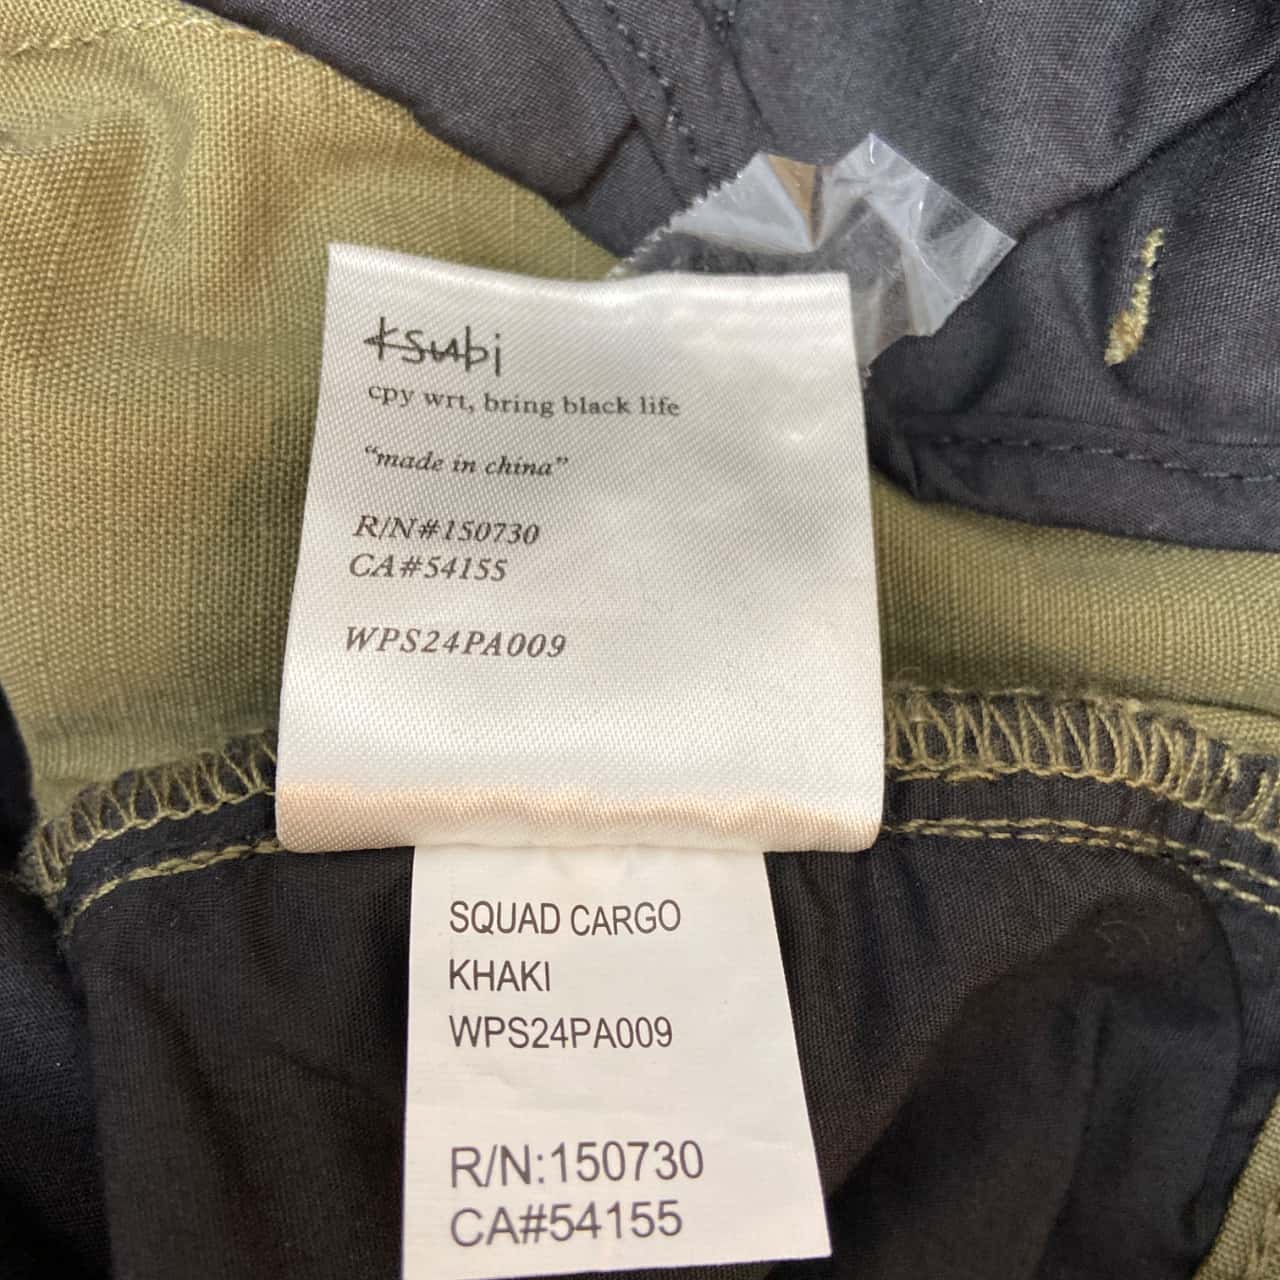 ksubi
cpy wrt, bring black life
“made in china”
R/N#150730
CA#54155
WPS24PA009
SQUAD CARGO
KHAKI
WPS24PA009
R/N:150730
CA#54155